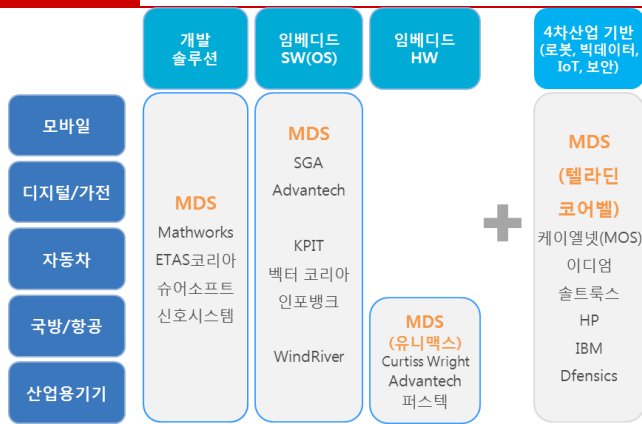 개발
솔루션
임베디드
SW(OS)
임베디드
HW
4차산업 기반
(로봇, 빅데이터,
IoT, 보안)
모바일
디지털/가전
자동차
국방/항공
산업용기기
MDS
Mathworks
ETAS코리아
슈어소프트
신호시스템
MDS
SGA
Advantech
KPIT
벡터 코리아
인포뱅크
WindRiver
MDS
(유니맥스)
Curtiss Wright
Advantech
퍼스텍
+
MDS
(텔라딘
코어벨)
케이엘넷(MOS)
이디엄
솔트룩스
HP
IBM
Dfensics